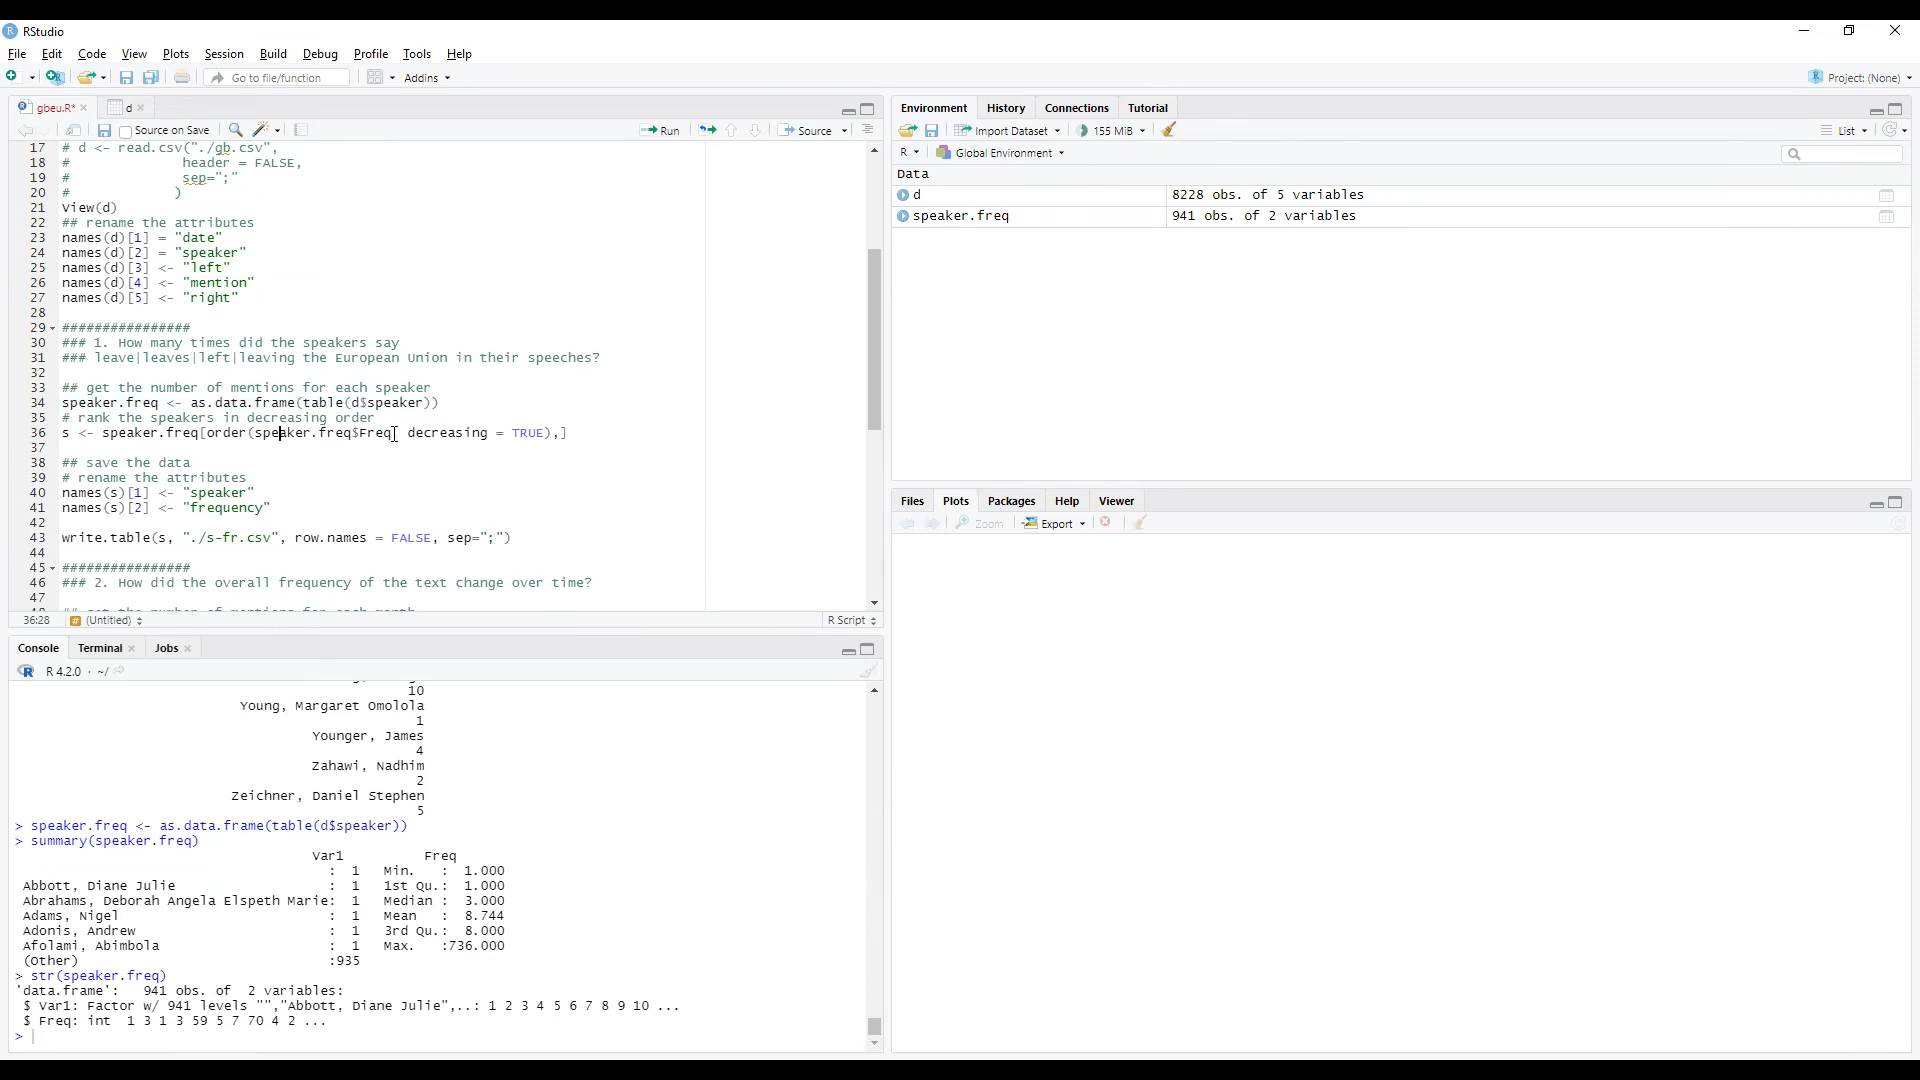 RStudio
File Edit Code View Plots Session Build Debug Profile Tools Help
Go to file/function Addins Project: (None)
gbeu.R* d
Source on Save Run Source
17 # d <- read.csv("./gb.csv",
18 # header = FALSE,
19 # sep=";"
20 # )
21 View(d)
22 ## rename the attributes
23 names(d)[1] = "date"
24 names(d)[2] = "speaker"
25 names(d)[3] <- "left"
26 names(d)[4] <- "mention"
27 names(d)[5] <- "right"
28
29 ################
30 ### 1. How many times did the speakers say
31 ### leave|leaves|left|leaving the European Union in their speeches?
32
33 ## get the number of mentions for each speaker
34 speaker.freq <- as.data.frame(table(d$speaker))
35 # rank the speakers in decreasing order
36 s <- speaker.freq[order(speaker.freq$Freq, decreasing = TRUE),]
37
38 ## save the data
39 # rename the attributes
40 names(s)[1] <- "speaker"
41 names(s)[2] <- "frequency"
42
43 write.table(s, "./s-fr.csv", row.names = FALSE, sep=";")
44
45 ################
46 ### 2. How did the overall frequency of the text change over time?
47
36:28 # (Untitled) R Script
Console Terminal Jobs
R 4.2.0 · ~/
10
Young, Margaret Omolola
1
Younger, James
4
Zahawi, Nadhim
2
Zeichner, Daniel Stephen
5
> speaker.freq <- as.data.frame(table(d$speaker))
> summary(speaker.freq)
Var1 Freq
: 1 Min. : 1.000
Abbott, Diane Julie : 1 1st Qu.: 1.000
Abrahams, Deborah Angela Elspeth Marie: 1 Median : 3.000
Adams, Nigel : 1 Mean : 8.744
Adonis, Andrew : 1 3rd Qu.: 8.000
Afolami, Abimbola : 1 Max. :736.000
(Other) :935
> str(speaker.freq)
'data.frame': 941 obs. of 2 variables:
$ Var1: Factor w/ 941 levels "","Abbott, Diane Julie",..: 1 2 3 4 5 6 7 8 9 10 ...
$ Freq: int 1 3 1 3 59 5 7 70 4 2 ...
>
Environment History Connections Tutorial
Import Dataset 155 MiB List
R Global Environment
Data
d 8228 obs. of 5 variables
speaker.freq 941 obs. of 2 variables
Files Plots Packages Help Viewer
Zoom Export